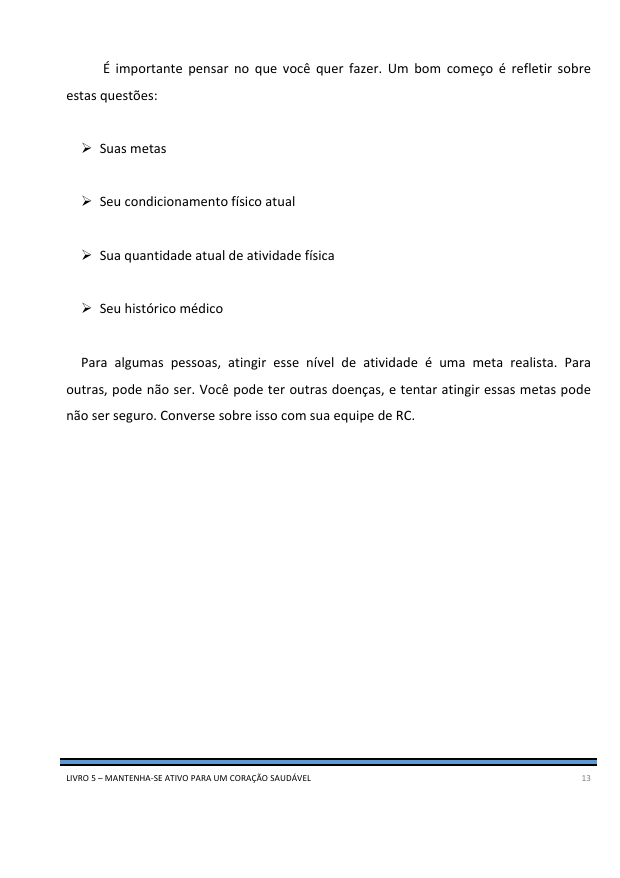 É importante pensar no que você quer fazer. Um bom começo é refletir sobre
estas questões:
➢ Suas metas
➢ Seu condicionamento físico atual
➢ Sua quantidade atual de atividade física
➢ Seu histórico médico
Para algumas pessoas, atingir esse nível de atividade é uma meta realista. Para
outras, pode não ser. Você pode ter outras doenças, e tentar atingir essas metas pode
não ser seguro. Converse sobre isso com sua equipe de RC.
LIVRO 5 – MANTENHA-SE ATIVO PARA UM CORAÇÃO SAUDÁVEL 13